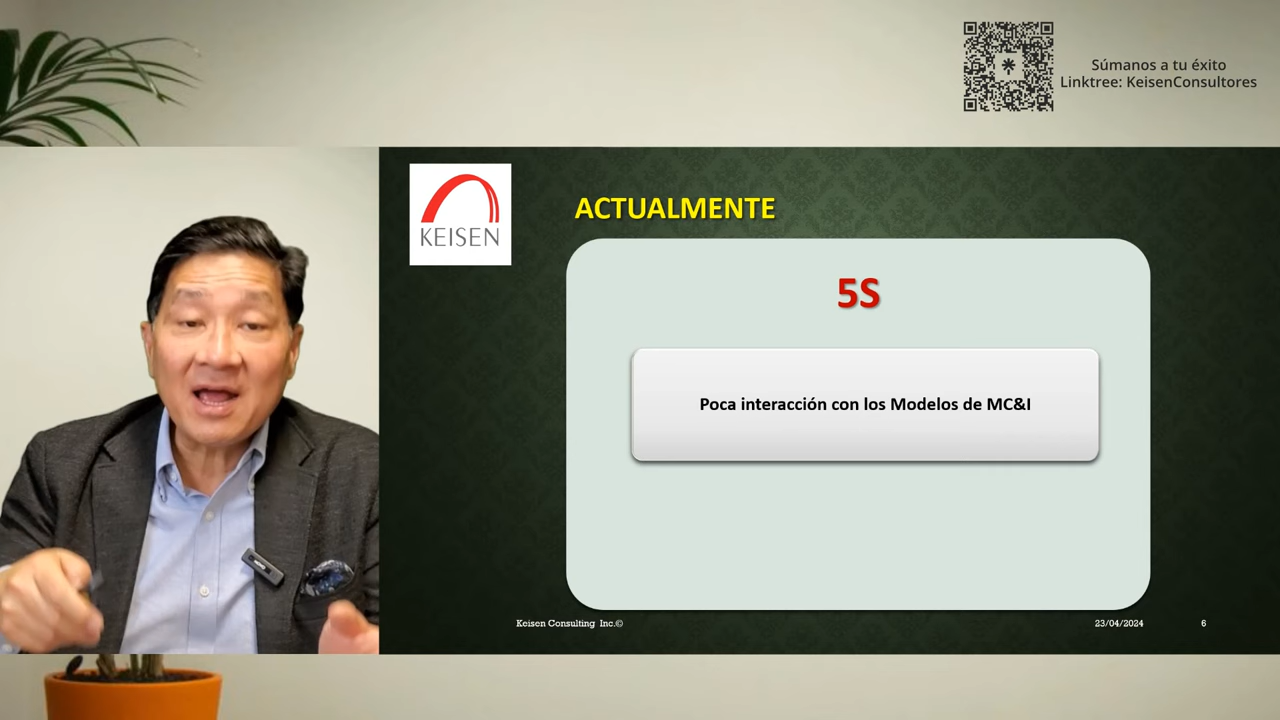 Súmanos a tu éxito
Linktree: KeisenConsultores
KEISEN
ACTUALMENTE
5S
Poca interacción con los Modelos de MC&I
Keisen Consulting Inc.©
23/04/2024
6